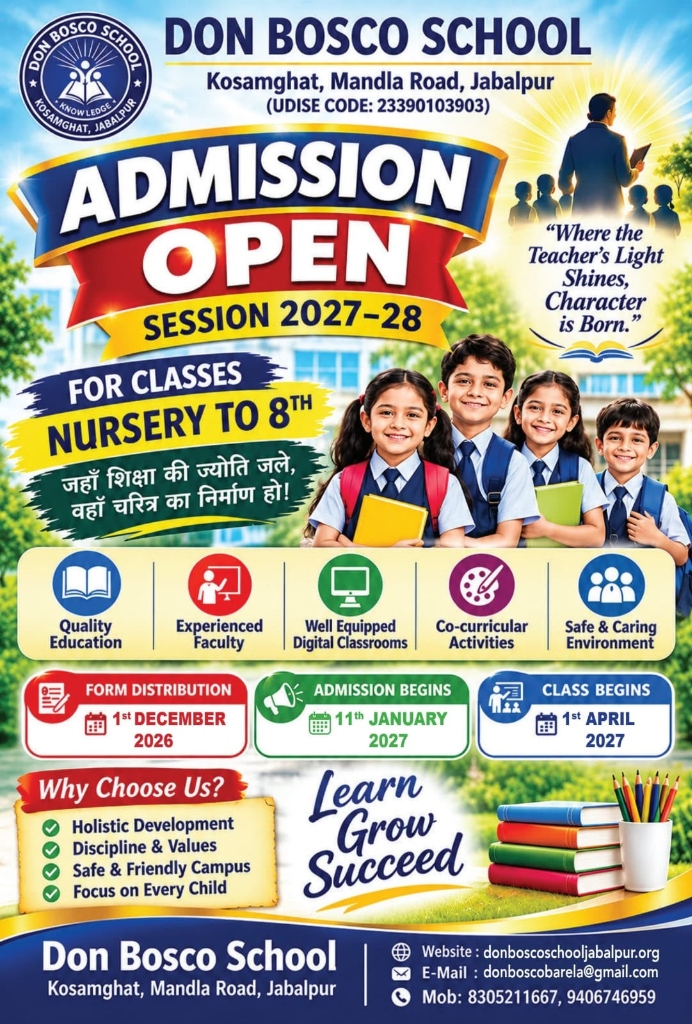 DON BOSCO SCHOOL
KNOWLEDGE
KOSAMGHAT, JABALPUR
DON BOSCO SCHOOL
Kosamghat, Mandla Road, Jabalpur
(UDISE CODE: 23390103903)
ADMISSION
OPEN
SESSION 2027-28
"Where the
Teacher's Light
Shines,
Character
is Born."
FOR CLASSES
NURSERY TO 8TH
जहाँ शिक्षा की ज्योति जले,
वहाँ चरित्र का निर्माण हो!
Quality
Education
Experienced
Faculty
Well Equipped
Digital Classrooms
Co-curricular
Activities
Safe & Caring
Environment
FORM DISTRIBUTION
1st DECEMBER
2026
ADMISSION BEGINS
11th JANUARY
2027
CLASS BEGINS
1st APRIL
2027
Why Choose Us?
Holistic Development
Discipline & Values
Safe & Friendly Campus
Focus on Every Child
Learn
Grow
Succeed
Don Bosco School
Kosamghat, Mandla Road, Jabalpur
Website : donboscoschooljabalpur.org
E-Mail : donboscobarela@gmail.com
Mob: 8305211667, 9406746959